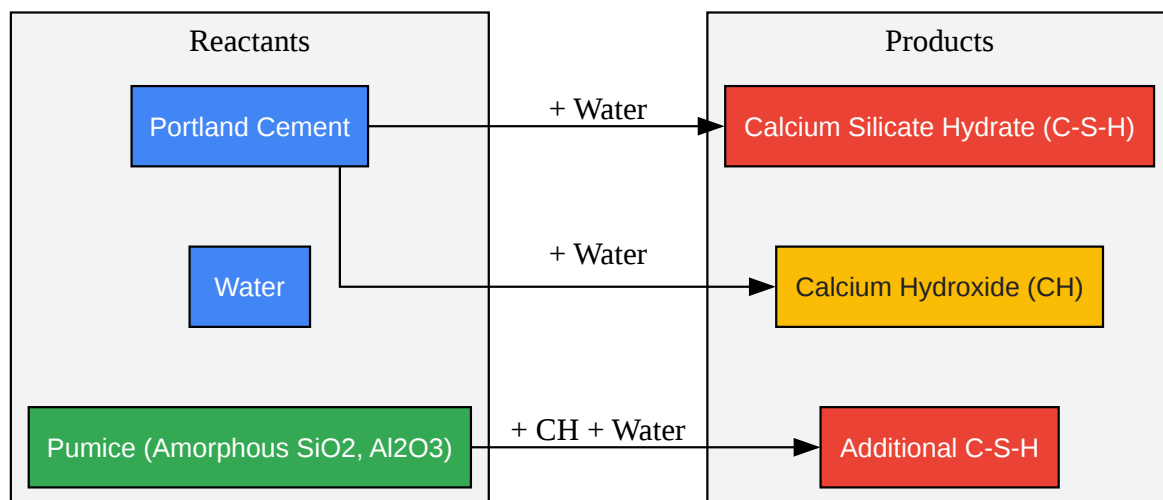 Reactants
Products
Portland Cement
+ Water
Calcium Silicate Hydrate (C-S-H)
Water
+ Water
Calcium Hydroxide (CH)
Pumice (Amorphous SiO2, Al2O3)
+ CH + Water
Additional C-S-H